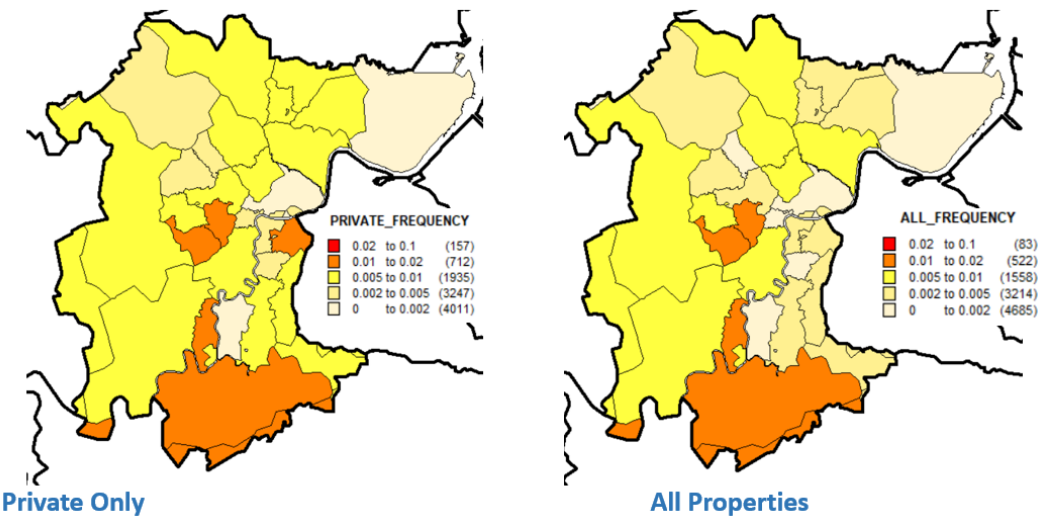 PRIVATE_FREQUENCY
0.02 to 0.1 (157)
0.01 to 0.02 (712)
0.005 to 0.01 (1935)
0.002 to 0.005 (3247)
0 to 0.002 (4011)
ALL_FREQUENCY
0.02 to 0.1 (83)
0.01 to 0.02 (522)
0.005 to 0.01 (1558)
0.002 to 0.005 (3214)
0 to 0.002 (4685)
Private Only
All Properties